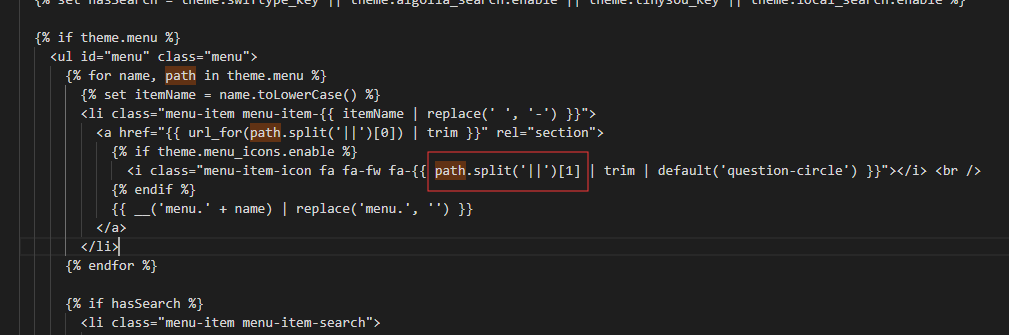 {% set hasSearch = theme.swiftype_key || theme.algolia_search.enable || theme.tinysou_key || theme.local_search.enable %}
{% if theme.menu %}
<ul id="menu" class="menu">
{% for name, path in theme.menu %}
{% set itemName = name.toLowerCase() %}
<li class="menu-item menu-item-{{ itemName | replace(' ', '-') }}">
<a href="{{ url_for(path.split('||')[0]) | trim }}" rel="section">
{% if theme.menu_icons.enable %}
<i class="menu-item-icon fa fa-fw fa-{{ path.split('||')[1] | trim | default('question-circle') }}"></i> <br />
{% endif %}
{{ __('menu.' + name) | replace('menu.', '') }}
</a>
</li>
{% endfor %}
{% if hasSearch %}
<li class="menu-item menu-item-search">